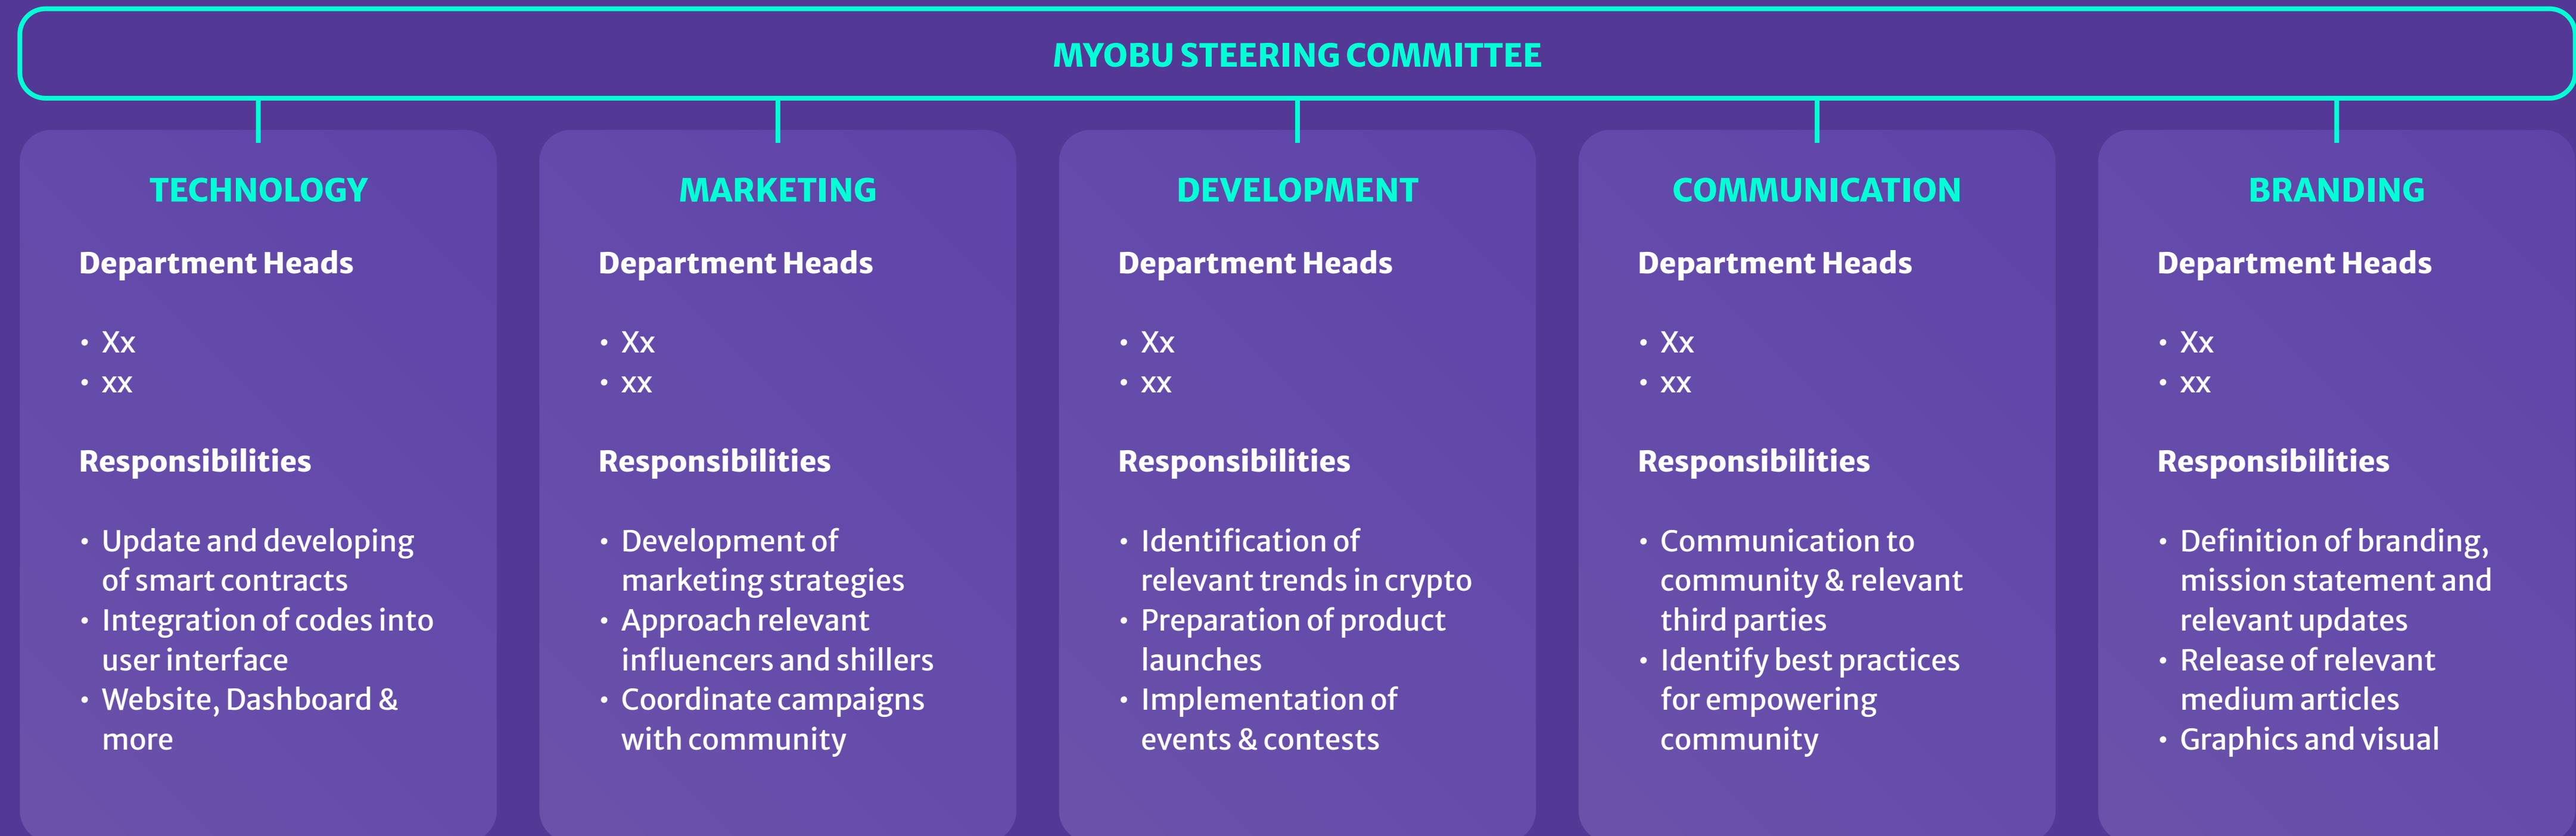 MYOBU STEERING COMMITTEE
TECHNOLOGY
Department Heads
• Xx
• xx
Responsibilities
• Update and developing
of smart contracts
• Integration of codes into
user interface
• Website, Dashboard &
more
MARKETING
Department Heads
• Xx
• xx
Responsibilities
• Development of
marketing strategies
• Approach relevant
influencers and shillers
• Coordinate campaigns
with community
DEVELOPMENT
Department Heads
• Xx
• xx
Responsibilities
• Identification of
relevant trends in crypto
• Preparation of product
launches
• Implementation of
events & contests
COMMUNICATION
Department Heads
• Xx
• xx
Responsibilities
• Communication to
community & relevant
third parties
• Identify best practices
for empowering
community
BRANDING
Department Heads
• Xx
• xx
Responsibilities
• Definition of branding,
mission statement and
relevant updates
• Release of relevant
medium articles
• Graphics and visual